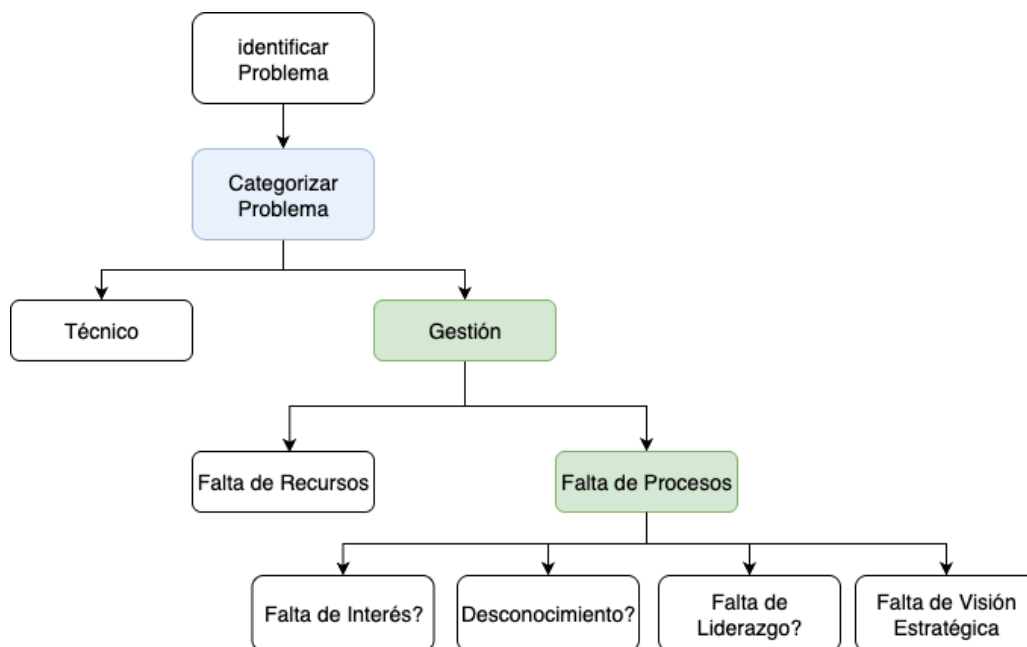 identificar
Problema
Categorizar
Problema
Técnico
Gestión
Falta de Recursos
Falta de Procesos
Falta de Interés?
Desconocimiento?
Falta de
Liderazgo?
Falta de Visión
Estratégica